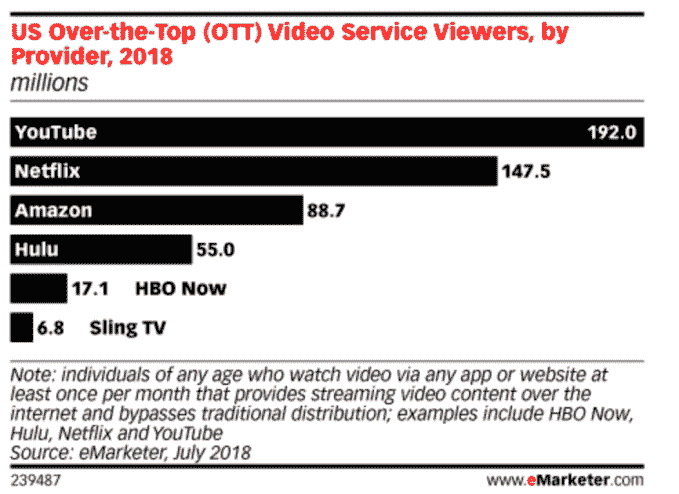 US Over-the-Top (OTT) Video Service Viewers, by
Provider, 2018
millions
YouTube 192.0
Netflix 147.5
Amazon 88.7
Hulu 55.0
17.1 HBO Now
6.8 Sling TV
Note: individuals of any age who watch video via any app or website at
least once per month that provides streaming video content over the
internet and bypasses traditional distribution; examples include HBO Now,
Hulu, Netflix and YouTube
Source: eMarketer, July 2018
239487 www.eMarketer.com